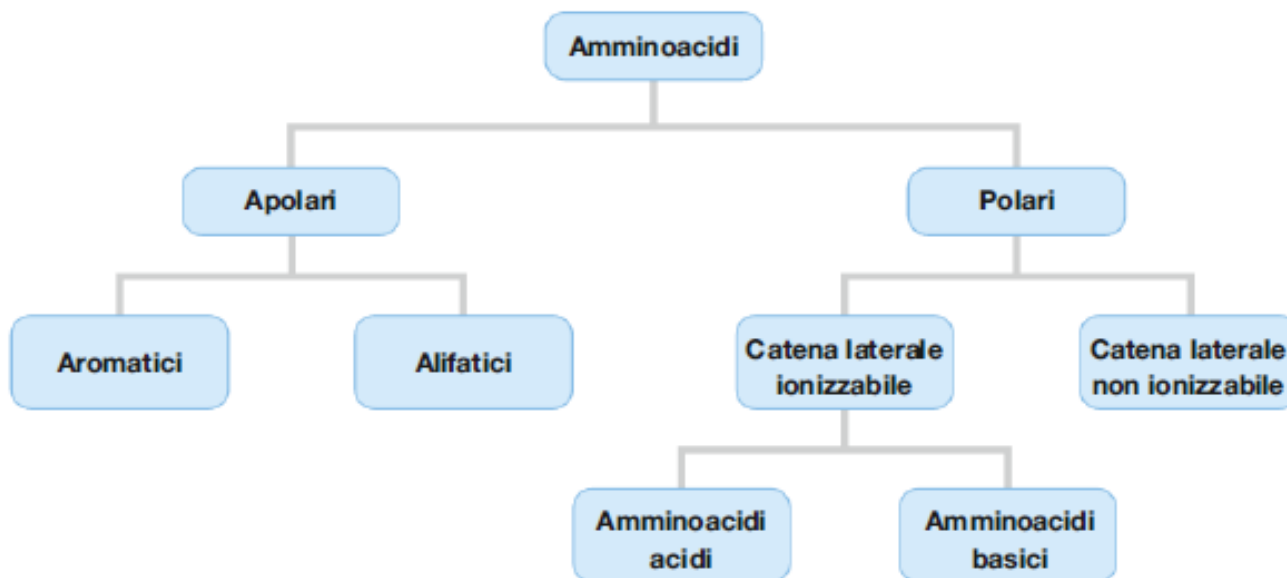 Amminoacidi
Apolari
Polari
Aromatici
Alifatici
Catena laterale
ionizzabile
Catena laterale
non ionizzabile
Amminoacidi
acidi
Amminoacidi
basici